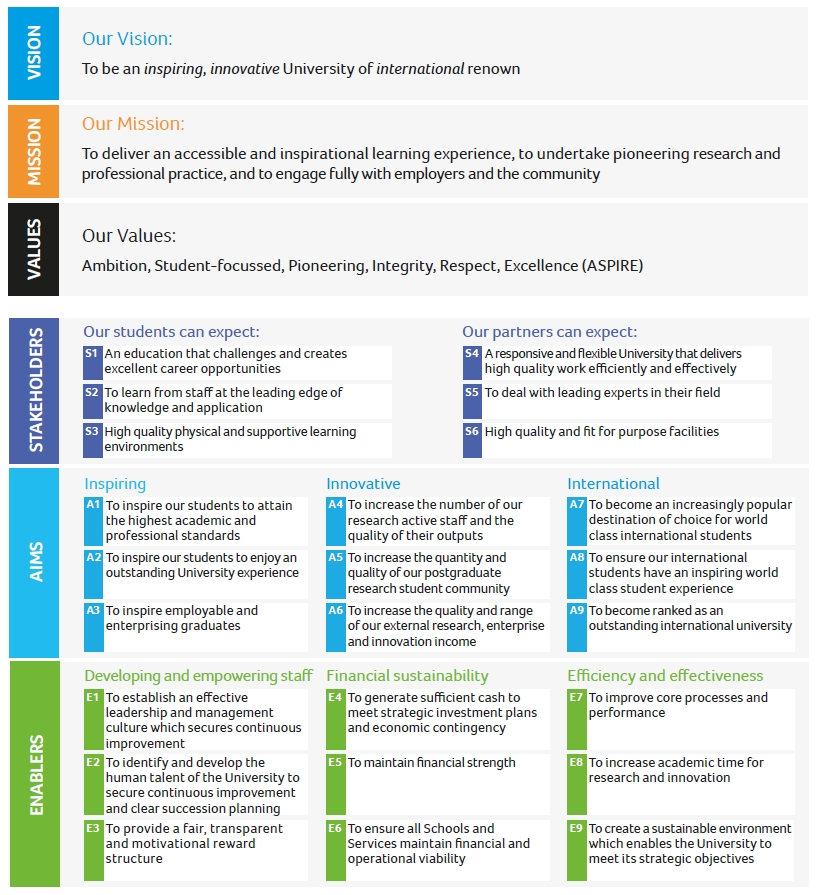 VISION
Our Vision:
To be an inspiring, innovative University of international renown
MISSION
Our Mission:
To deliver an accessible and inspirational learning experience, to undertake pioneering research and
professional practice, and to engage fully with employers and the community
VALUES
Our Values:
Ambition, Student-focussed, Pioneering, Integrity, Respect, Excellence (ASPIRE)
STAKEHOLDERS
Our students can expect:
S1 An education that challenges and creates
excellent career opportunities
S2 To learn from staff at the leading edge of
knowledge and application
S3 High quality physical and supportive learning
environments
Our partners can expect:
S4 A responsive and flexible University that delivers
high quality work efficiently and effectively
S5 To deal with leading experts in their field
S6 High quality and fit for purpose facilities
AIMS
Inspiring
A1 To inspire our students to attain
the highest academic and
professional standards
A2 To inspire our students to enjoy an
outstanding University experience
A3 To inspire employable and
enterprising graduates
Innovative
A4 To increase the number of our
research active staff and the
quality of their outputs
A5 To increase the quantity and
quality of our postgraduate
research student community
A6 To increase the quality and range
of our external research, enterprise
and innovation income
International
A7 To become an increasingly popular
destination of choice for world
class international students
A8 To ensure our international
students have an inspiring world
class student experience
A9 To become ranked as an
outstanding international university
ENABLERS
Developing and empowering staff
E1 To establish an effective
leadership and management
culture which secures continuous
improvement
E2 To identify and develop the
human talent of the University to
secure continuous improvement
and clear succession planning
E3 To provide a fair, transparent
and motivational reward
structure
Financial sustainability
E4 To generate sufficient cash to
meet strategic investment plans
and economic contingency
E5 To maintain financial strength
E6 To ensure all Schools and
Services maintain financial and
operational viability
Efficiency and effectiveness
E7 To improve core processes and
performance
E8 To increase academic time for
research and innovation
E9 To create a sustainable environment
which enables the University to
meet its strategic objectives